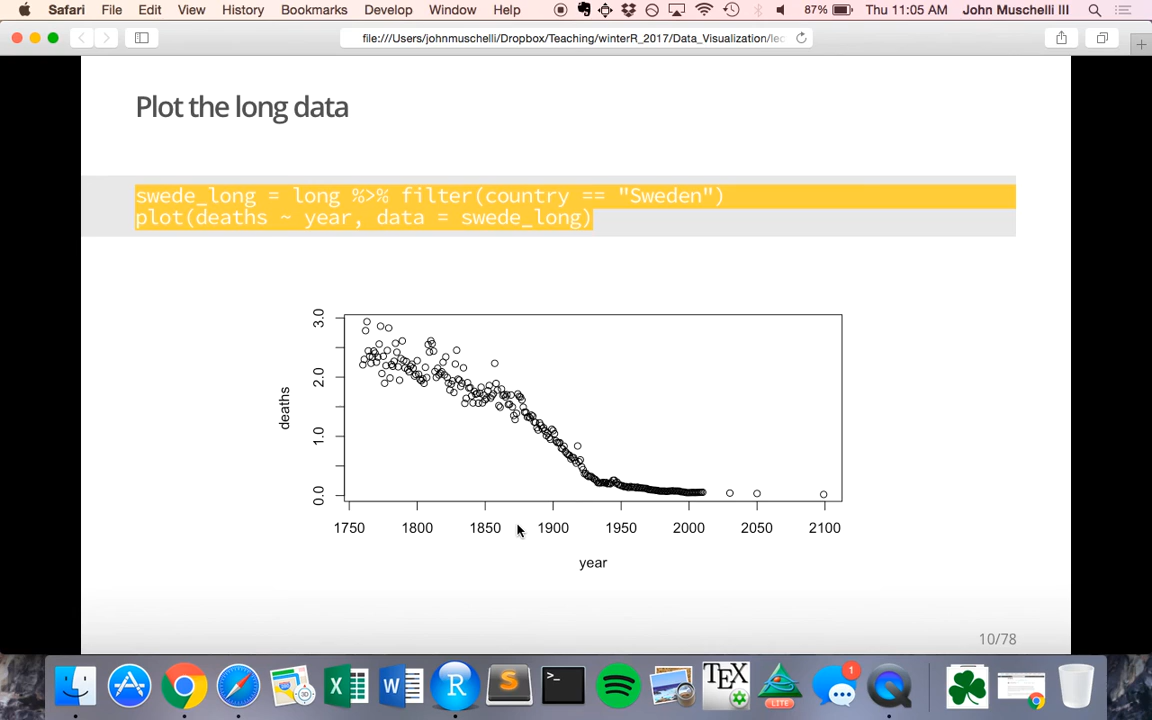 Safari File Edit View History Bookmarks Develop Window Help 87% Thu 11:05 AM John Muschelli III
file:///Users/johnmuschelli/Dropbox/Teaching/winterR_2017/Data_Visualization/lec
Plot the long data
swede_long = long %>% filter(country == "Sweden")
plot(deaths ~ year, data = swede_long)
3.0
2.0
deaths
1.0
0.0
1750 1800 1850 1900 1950 2000 2050 2100
year
10/78
30
X
W
R
S
>_
TEX
LITE
1
Q